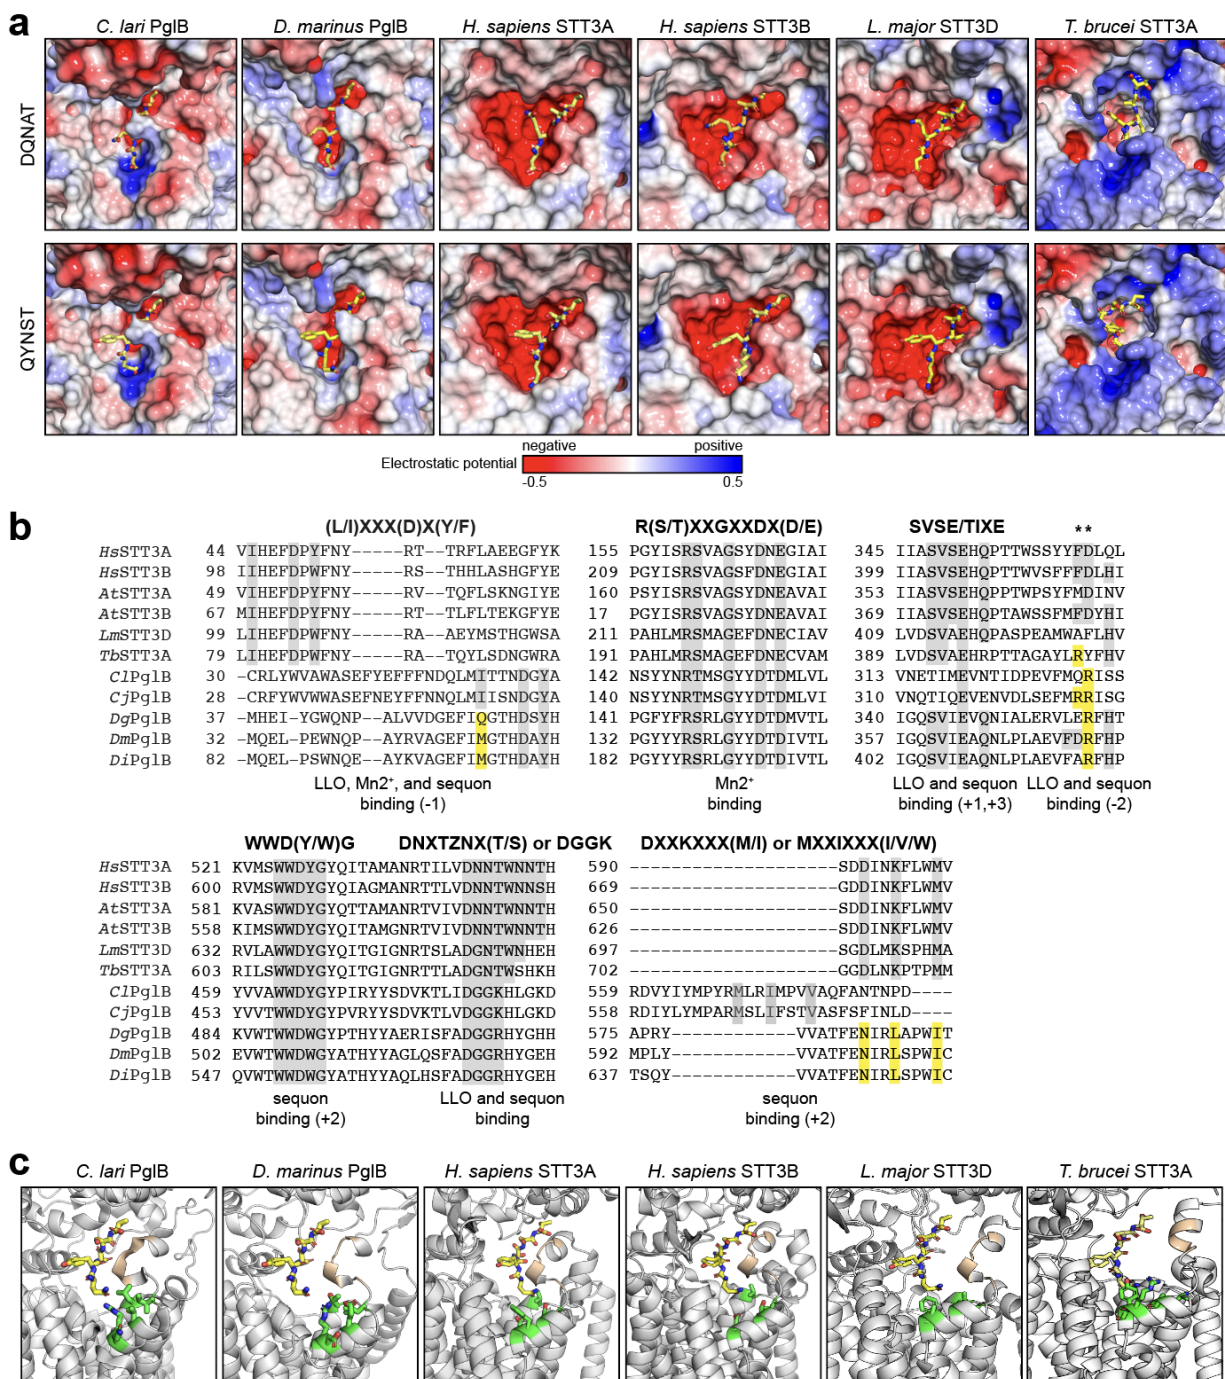 a
C. lari PglB D. marinus PglB H. sapiens STT3A H. sapiens STT3B L. major STT3D T. brucei STT3A
DQNAT
QYNST
negative positive
Electrostatic potential
-0.5 0.5
b
(L/I)XXX(D)X(Y/F) R(S/T)XXGXXDX(D/E) SVSE/TIXE **
HsSTT3A 44 VIHEFDPYFNY-----RT--TRFLAEEGFYK 155 PGYISRSVAGSYDNEGIAI 345 IIASVSEHQPTTWSSYYFDLQL
HsSTT3B 98 IIHEFDPWFNY-----RS--THHLASHGFYE 209 PGYISRSVAGSFDNEGIAI 399 IIASVSEHQPTTWVSFFFDLHI
AtSTT3A 49 VIHEFDPYFNY-----RV--TQFLSKNGIYE 160 PSYISRSVAGSYDNEAVAI 353 IIASVSEHQPPTWPSYFMDINV
AtSTT3B 67 MIHEFDPYFNY-----RT--TLFLTEKGFYE 17 PGYISRSVAGSYDNEAVAI 369 IIASVSEHQPTAWSSFMFDYHI
LmSTT3D 99 LIHEFDPWFNY-----RA--AEYMSTHGWSA 211 PAHLMRSMAGEFDNECIAV 409 LVDSVAEHQPASPEAMWAFLHV
TbSTT3A 79 LIHEFDPWFNY-----RA--TQYLSDNGWRA 191 PAHLMRSMAGEFDNECVAM 389 LVDSVAEHRPTTAGAYLRYFHV
ClPglB 30 -CRLYWVAWASEFYEFFFNDQLMITTNDGYA 142 NSYYNRTMSGYYDTDMLVL 313 VNETIMEVNTIDPEVFMQRISS
CjPglB 22 -CRFYWVWWASEFNEYFFNNQLMIISNDGYA 140 NSYYNRTMSGYYDTDMLVI 310 VNQTIQEVENVDLSEFMRRISG
DgPglB 37 -MHEI-YGWQNP--ALVVDGEFIQGTHDSYH 141 PGFYFRSRLGYYDTDMVTL 340 IGQSVIEVQNIALERVLERFHT
DmPglB 32 -MQEL-PEWNQP--AYRVAGEFIMGTHDAYH 132 PGYYYRSRLGYYDTDIVTL 357 IGQSVIEAQNLPLAEVFDRFHP
DiPglB 82 -MQEL-PSWNQE--YKVAGEFIMGTHDAYH 182 PGYYYRSRLGYYDTDIVTL 402 IGQSVIEAQNLPLAEVFARFHP
LLO, Mn2+, and sequon binding (-1) Mn2+ binding LLO and sequon binding (+1,+3) LLO and sequon binding (-2)
WWD(Y/W)G DNXTZNX(T/S) or DGGK DXXKXXX(M/I) or MXXIXXX(I/V/W)
HsSTT3A 521 KVMSWWDYGYQITAMANRTILVDNNTWNNTH 590 --------------------SDDINKFLWMV
HsSTT3B 600 RVMSWWDYGYQIAGMANRTTLVDNNTWNNSH 669 --------------------GDDINKFLWMV
AtSTT3A 581 KVASWWDYGYQTTAMANRTVIVDNNTWNNTH 650 --------------------SDDINKFLWMV
AtSTT3B 558 KIMSWWDYGYQITAMGNRTVIVDNNTWNNTH 626 --------------------SDDINKFLWMV
LmSTT3D 632 RVLAWWDYGYQITGIGNRTSLADGNTWNHEH 697 --------------------SGDLMKSPHMA
TbSTT3A 603 RILSWWDYGYQITGIGNRTTLADGNTWSHKH 702 --------------------GGDLNKPTPMM
ClPglB 459 YVVAWWDYGYPIRYYSDVKTLIDGGKHLGKD 559 RDVYIYMPYRMLRIMPVVAQFANTNPD----
CjPglB 453 YVVTWWDYGYPVRYYSDVKTLVDGGKHLGKD 558 RDIYLYMPARMSLIFSTVASFSFINLD----
DgPglB 484 KVWTWWDWGYPTHYYAERISFADGGRHYGHH 575 APRY------------VVATFENIRLAPWIT
DmPglB 502 EVWTWWDWGYATHYYAGLQSFADGGRHYGEH 592 MPLY------------VVATFENIRLSPWIC
DiPglB 547 QVWTWWDWGYATHYYAQLHSFADGGRHYGEH 637 TSQY------------VVATFENIRLSPWIC
sequon binding (+2) LLO and sequon binding sequon binding (+2)
c
C. lari PglB D. marinus PglB H. sapiens STT3A H. sapiens STT3B L. major STT3D T. brucei STT3A